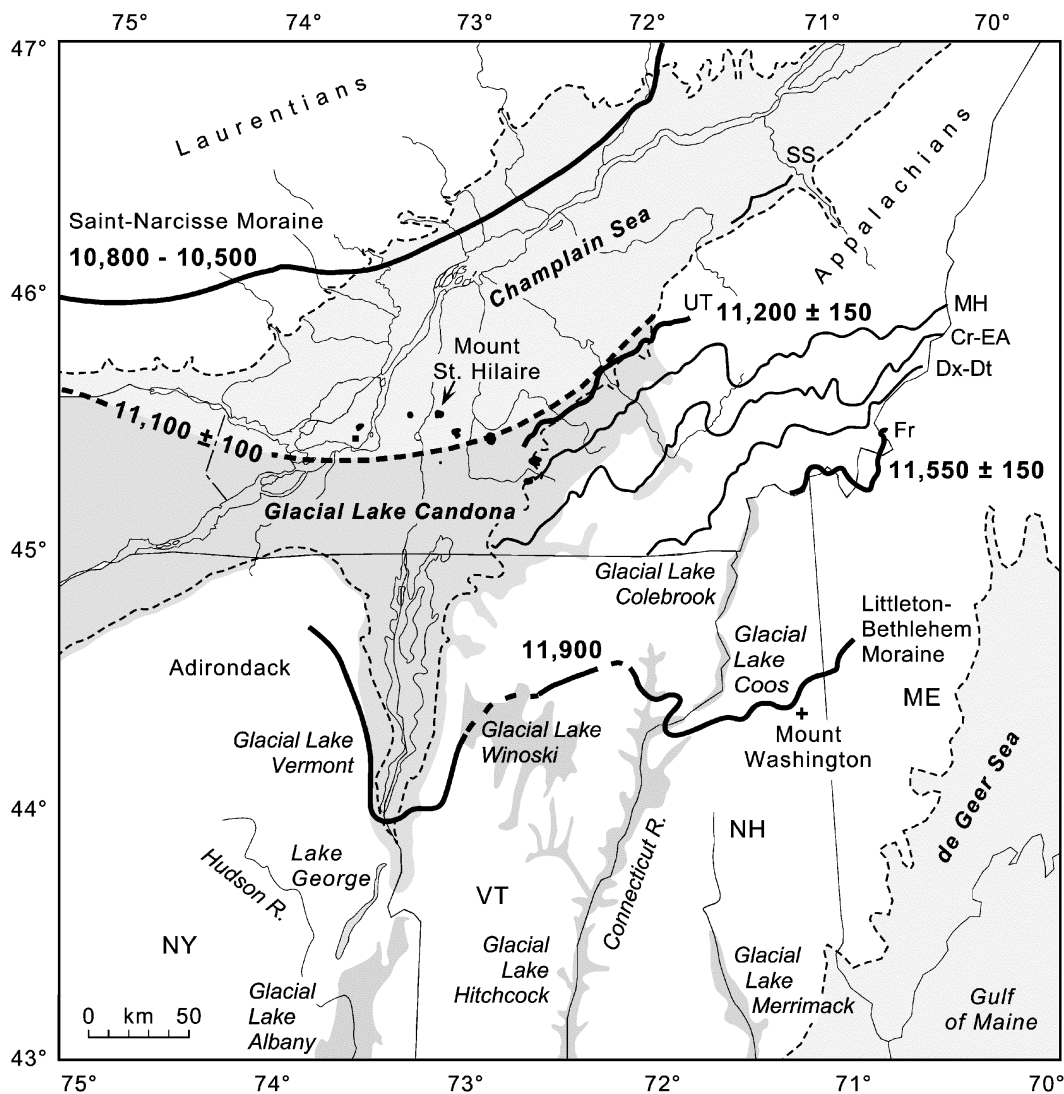 75° 74° 73° 72° 71° 70°
47°
Laurentians
Appalachians
SS
Saint-Narcisse Moraine
10,800 - 10,500
Champlain Sea
46°
UT 11,200 ± 150
MH
Cr-EA
Dx-Dt
Mount
St. Hilaire
11,100 ± 100
Fr
11,550 ± 150
Glacial Lake Candona
45°
Glacial Lake
Colebrook
Littleton-
Bethlehem
Moraine
Glacial
Lake
Coos
11,900
Adirondack
ME
Glacial Lake
Winoski
Glacial Lake
Vermont
Mount
Washington
de Geer Sea
44°
Hudson R.
Lake
George
Connecticut R.
NH
VT
NY
Glacial
Lake
Hitchcock
Glacial
Lake
Merrimack
Glacial
Lake
Albany
Gulf
of Maine
0 km 50
43°
75° 74° 73° 72° 71° 70°